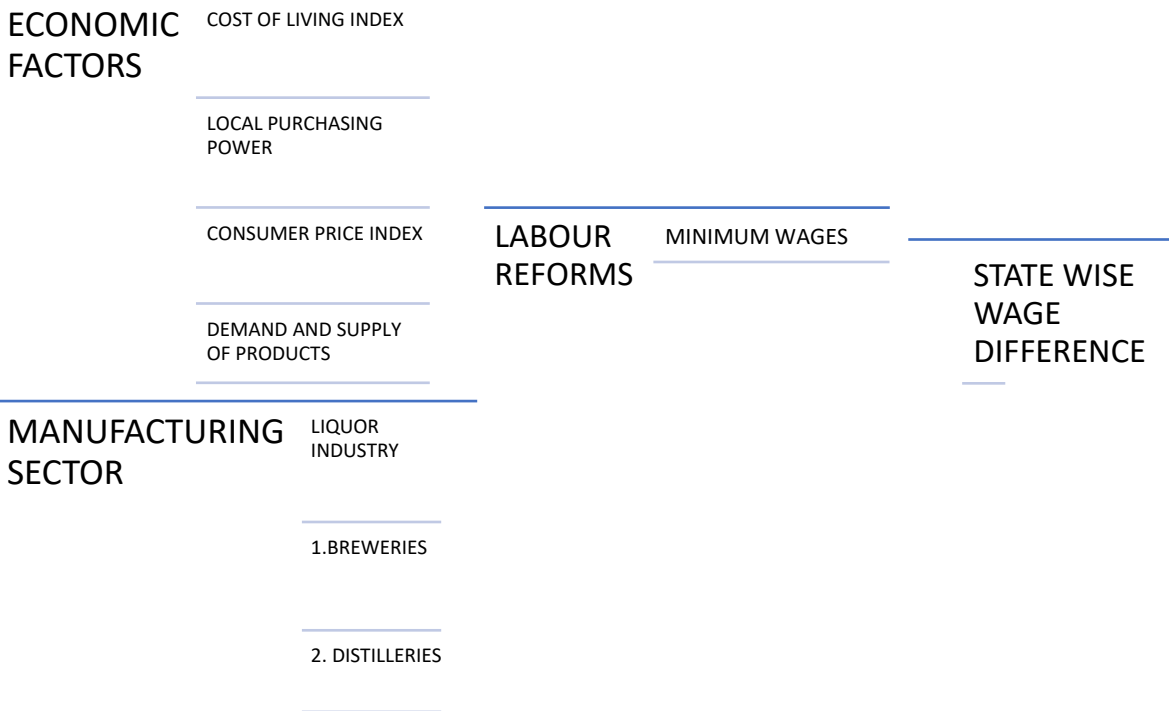 ECONOMIC
FACTORS
COST OF LIVING INDEX
LOCAL PURCHASING
POWER
CONSUMER PRICE INDEX
DEMAND AND SUPPLY
OF PRODUCTS
MANUFACTURING
SECTOR
LIQUOR
INDUSTRY
1.BREWERIES
2. DISTILLERIES
LABOUR
REFORMS
MINIMUM WAGES
STATE WISE
WAGE
DIFFERENCE